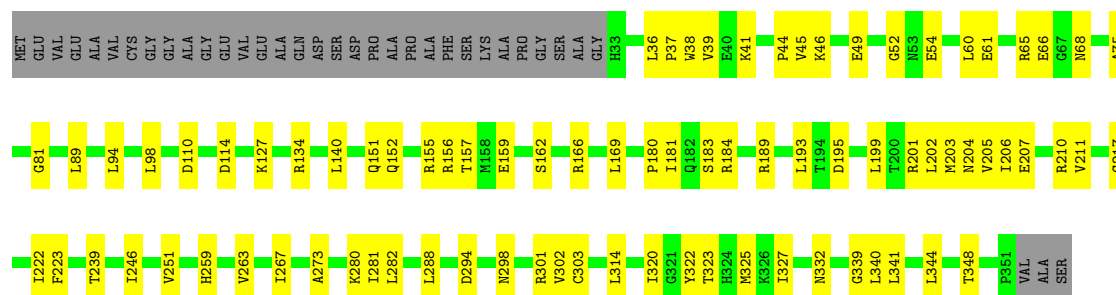 MET GLU VAL GLU ALA VAL CYS GLY GLY ALA GLY GLU VAL GLU ALA GLN ASP SER ASP PRO ALA PRO ALA PHE SER LYS ALA PRO GLY SER ALA GLY H33 L36 P37 W38 V39 E40 K41 P44 V45 K46 E49 G52 N53 E54 L60 E61 R65 E66 G67 N68
G81 L89 L94 L98 D110 D114 K127 R134 L140 Q151 Q152 R155 R156 T157 M158 E159 S162 R166 L169 P180 I181 Q182 S183 R184 R189 L193 T194 D195 L199 T200 R201 L202 M203 N204 V205 I206 E207 R210 V211
I222 F223 T239 I246 V251 H259 V263 I267 A273 K280 I281 L282 L288 D294 N298 R301 V302 C303 L314 I320 G321 Y322 T323 H324 M325 K326 I327 N332 G339 L340 L341 L344 T348 P351 VAL ALA SER